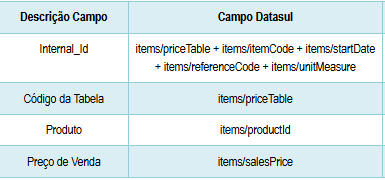 Descrição Campo Campo Datasul
Internal_Id items/priceTable + items/itemCode + items/startDate
+ items/referenceCode + items/unitMeasure
Código da Tabela items/priceTable
Produto items/productId
Preço de Venda items/salesPrice